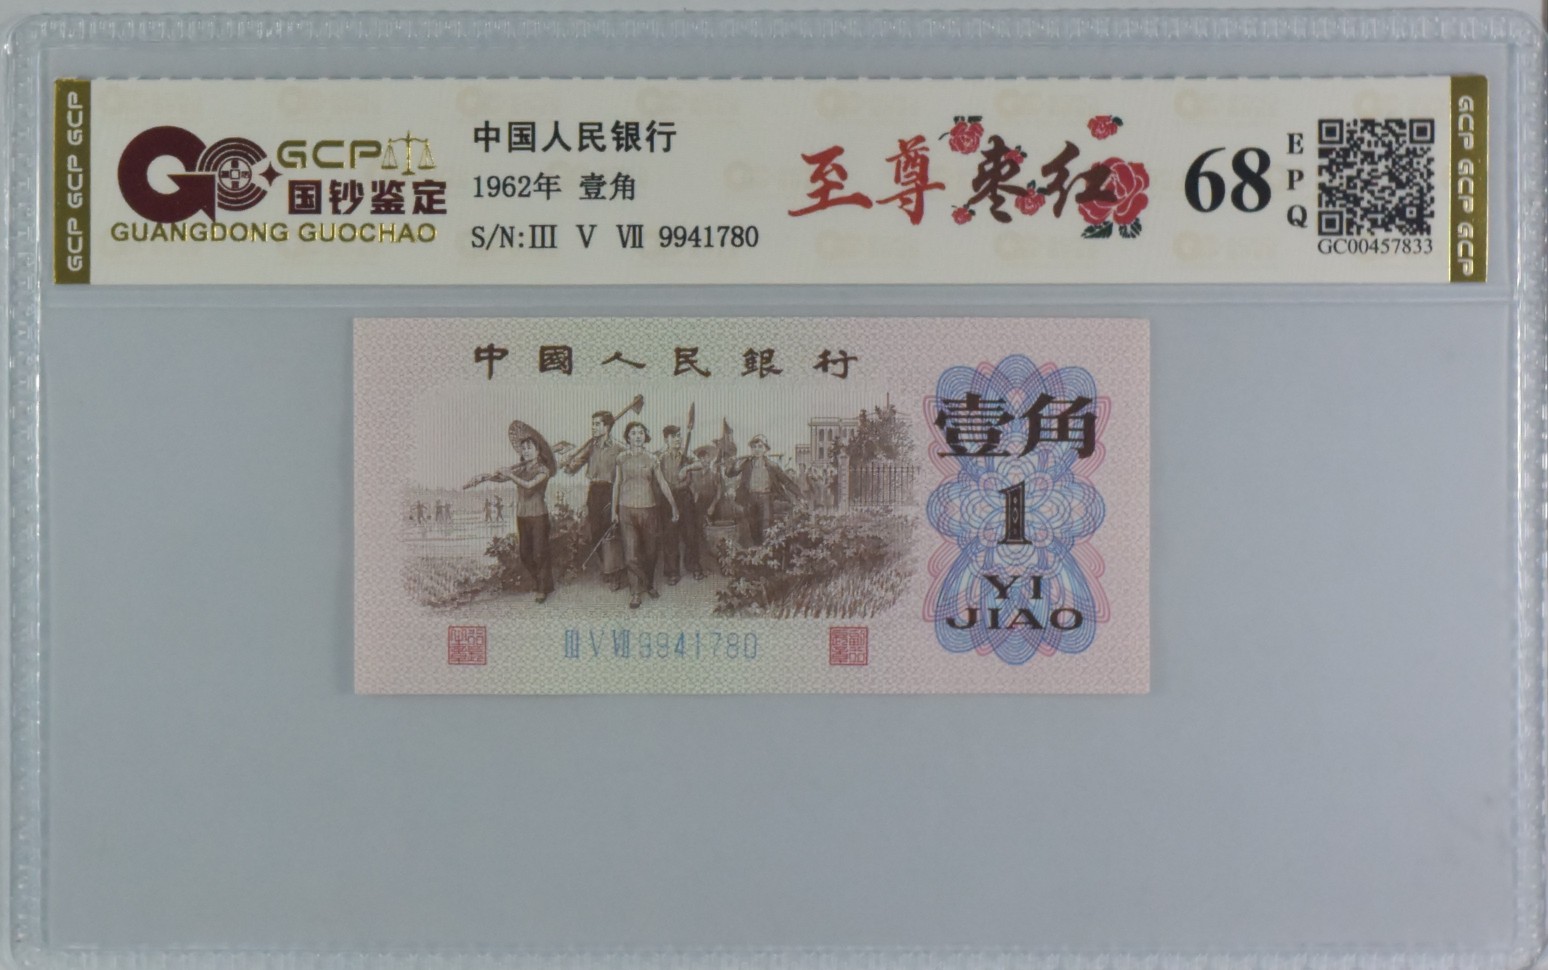 GCP GCP GCP
GCP
国钞鉴定
GUANGDONG GUOCHAO
中国人民银行
1962年 壹角
S/N:III V VII 9941780
至尊枣红
68
EPQ
GC00457833
GCP GCP GCP
中國人民銀行
壹角
1
YI
JIAO
III V VII 9941780